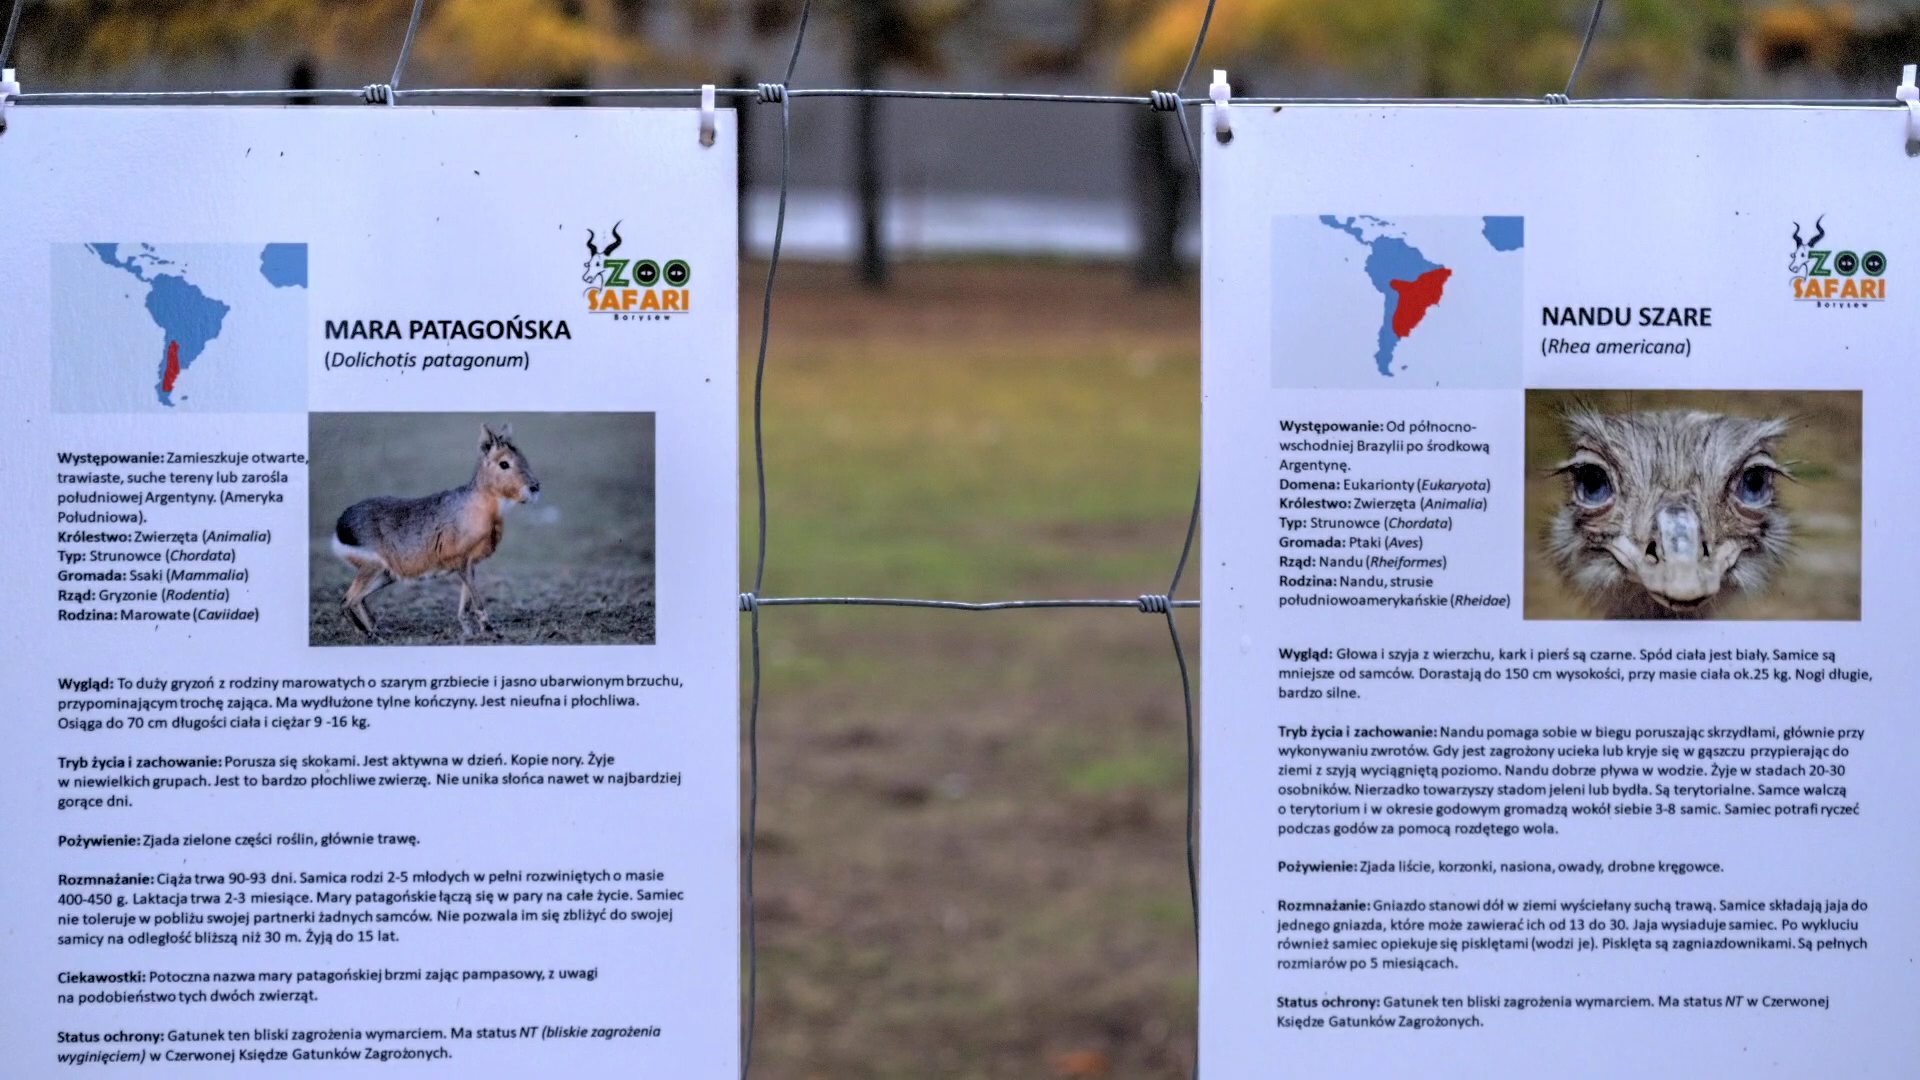 ZOO
SAFARI
Borysew
MARA PATAGOŃSKA
(Dolichotis patagonum)
Występowanie: Zamieszkuje otwarte,
trawiaste, suche tereny lub zarośla
południowej Argentyny. (Ameryka
Południowa).
Królestwo: Zwierzęta (Animalia)
Typ: Strunowce (Chordata)
Gromada: Ssaki (Mammalia)
Rząd: Gryzonie (Rodentia)
Rodzina: Marowate (Caviidae)
Wygląd: To duży gryzoń z rodziny marowatych o szarym grzbiecie i jasno ubarwionym brzuchu,
przypominającym trochę zająca. Ma wydłużone tylne kończyny. Jest nieufna i płochliwa.
Osiąga do 70 cm długości ciała i ciężar 9 -16 kg.
Tryb życia i zachowanie: Porusza się skokami. Jest aktywna w dzień. Kopie nory. Żyje
w niewielkich grupach. Jest to bardzo płochliwe zwierzę. Nie unika słońca nawet w najbardziej
gorące dni.
Pożywienie: Zjada zielone części roślin, głównie trawę.
Rozmnażanie: Ciąża trwa 90-93 dni. Samica rodzi 2-5 młodych w pełni rozwiniętych o masie
400-450 g. Laktacja trwa 2-3 miesiące. Mary patagońskie łączą się w pary na całe życie. Samiec
nie toleruje w pobliżu swojej partnerki żadnych samców. Nie pozwala im się zbliżyć do swojej
samicy na odległość bliższą niż 30 m. Żyją do 15 lat.
Ciekawostki: Potoczna nazwa mary patagońskiej brzmi zając pampasowy, z uwagi
na podobieństwo tych dwóch zwierząt.
Status ochrony: Gatunek ten bliski zagrożenia wymarciem. Ma status NT (bliskie zagrożenia
wyginięciem) w Czerwonej Księdze Gatunków Zagrożonych.
ZOO
SAFARI
Borysew
NANDU SZARE
(Rhea americana)
Występowanie: Od północno-
wschodniej Brazylii po środkową
Argentynę.
Domena: Eukarionty (Eukaryota)
Królestwo: Zwierzęta (Animalia)
Typ: Strunowce (Chordata)
Gromada: Ptaki (Aves)
Rząd: Nandu (Rheiformes)
Rodzina: Nandu, strusie
południowoamerykańskie (Rheidae)
Wygląd: Głowa i szyja z wierzchu, kark i pierś są czarne. Spód ciała jest biały. Samice są
mniejsze od samców. Dorastają do 150 cm wysokości, przy masie ciała ok.25 kg. Nogi długie,
bardzo silne.
Tryb życia i zachowanie: Nandu pomaga sobie w biegu poruszając skrzydłami, głównie przy
wykonywaniu zwrotów. Gdy jest zagrożony ucieka lub kryje się w gąszczu przypierając do
ziemi z szyją wyciągniętą poziomo. Nandu dobrze pływa w wodzie. Żyje w stadach 20-30
osobników. Nierzadko towarzyszy stadom jeleni lub bydła. Są terytorialne. Samce walczą
o terytorium i w okresie godowym gromadzą wokół siebie 3-8 samic. Samiec potrafi ryczeć
podczas godów za pomocą rozdętego wola.
Pożywienie: Zjada liście, korzonki, nasiona, owady, drobne kręgowce.
Rozmnażanie: Gniazdo stanowi dół w ziemi wyścielany suchą trawą. Samice składają jaja do
jednego gniazda, które może zawierać ich od 13 do 30. Jaja wysiaduje samiec. Po wykluciu
również samiec opiekuje się pisklętami (wodzi je). Pisklęta są zagniazdownikami. Są pełnych
rozmiarów po 5 miesiącach.
Status ochrony: Gatunek ten bliski zagrożenia wymarciem. Ma status NT w Czerwonej
Księdze Gatunków Zagrożonych.